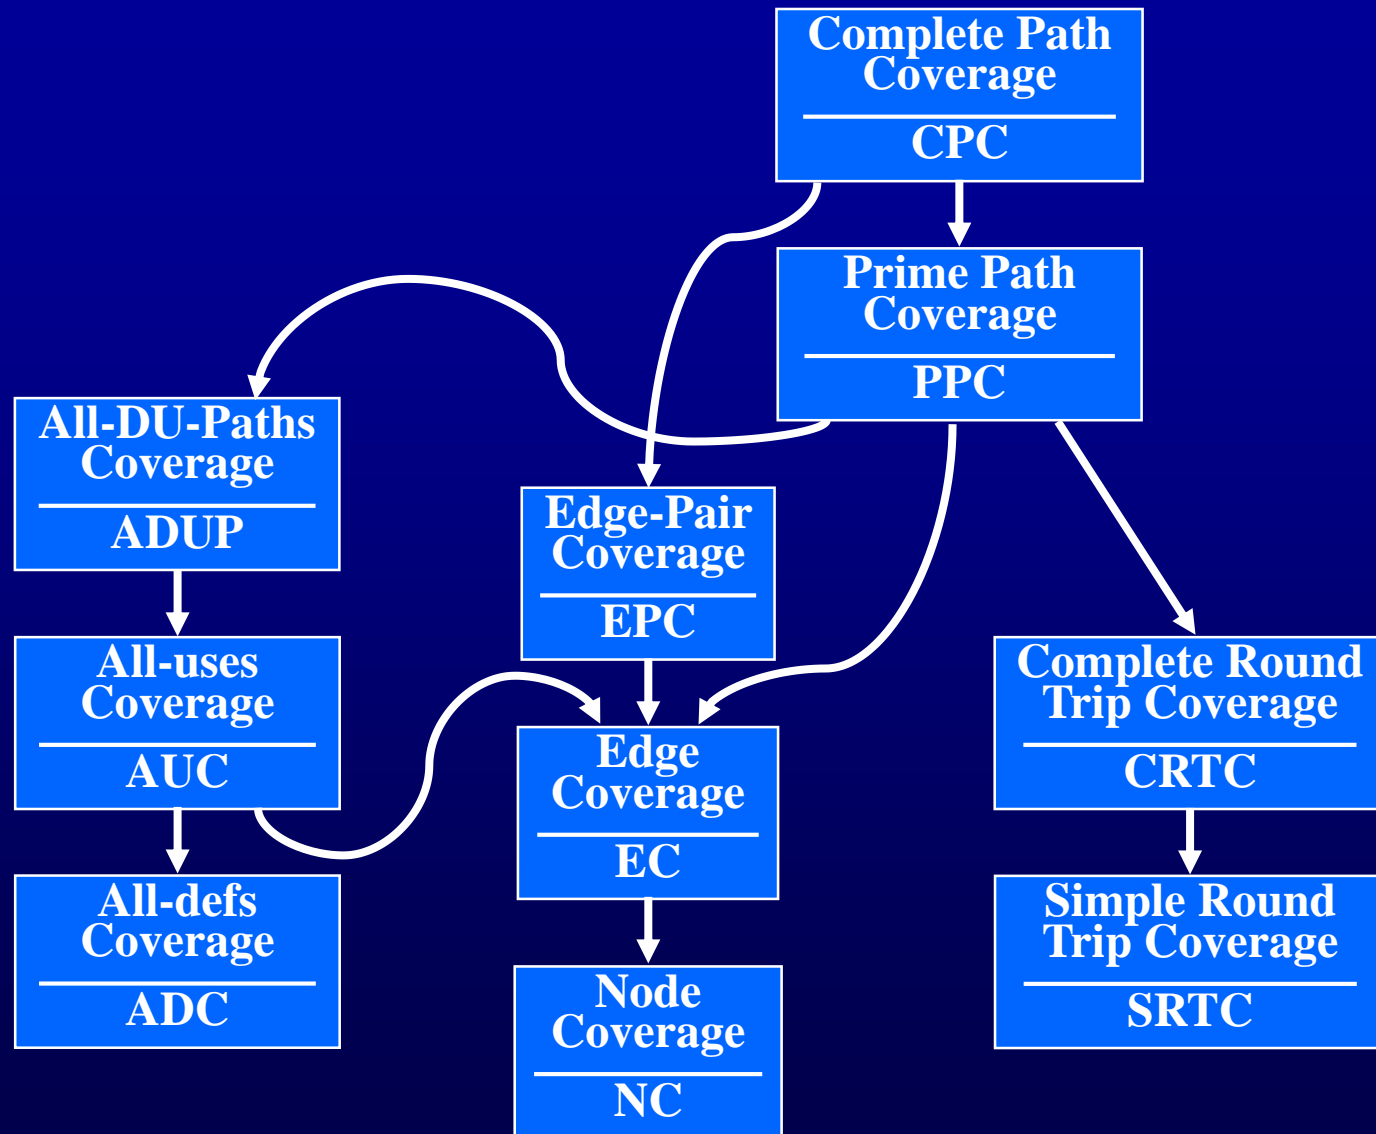 Complete Path
Coverage
CPC
Prime Path
Coverage
PPC
All-DU-Paths
Coverage
ADUP
Edge-Pair
Coverage
EPC
All-uses
Coverage
AUC
Complete Round
Trip Coverage
CRTC
Edge
Coverage
EC
All-defs
Coverage
ADC
Simple Round
Trip Coverage
SRTC
Node
Coverage
NC